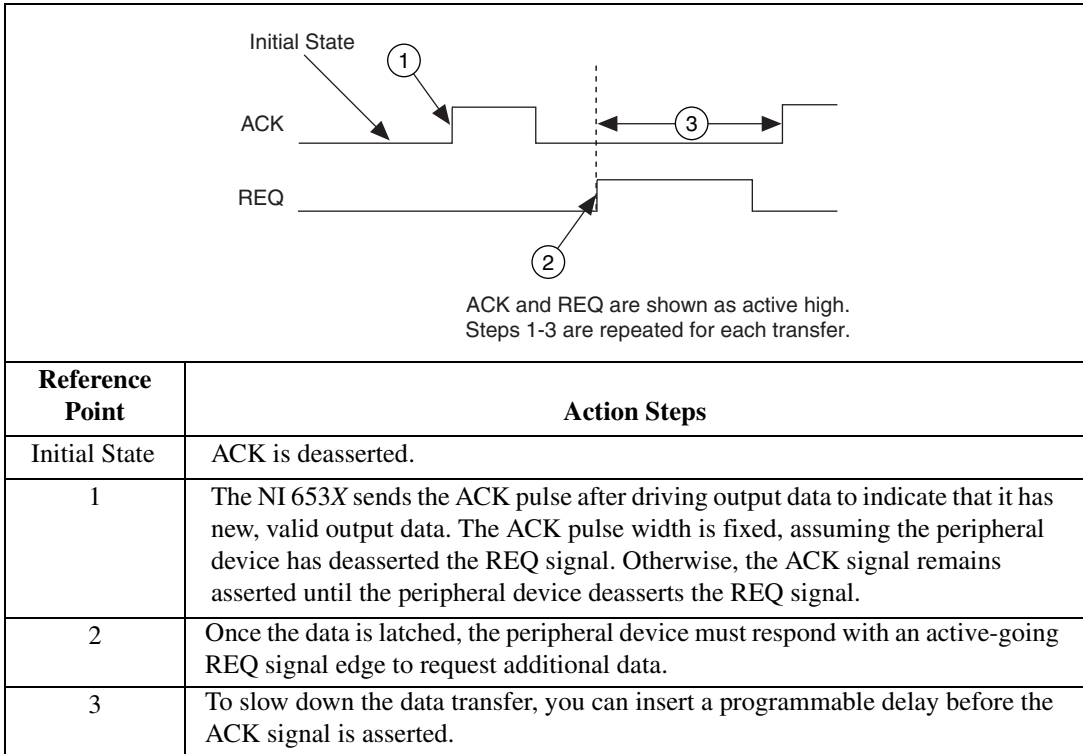 Initial State
1
ACK
3
REQ
2
ACK and REQ are shown as active high.
Steps 1-3 are repeated for each transfer.
Reference
Point
Action Steps
Initial State
ACK is deasserted.
1
The NI 653X sends the ACK pulse after driving output data to indicate that it has
new, valid output data. The ACK pulse width is fixed, assuming the peripheral
device has deasserted the REQ signal. Otherwise, the ACK signal remains
asserted until the peripheral device deasserts the REQ signal.
2
Once the data is latched, the peripheral device must respond with an active-going
REQ signal edge to request additional data.
3
To slow down the data transfer, you can insert a programmable delay before the
ACK signal is asserted.